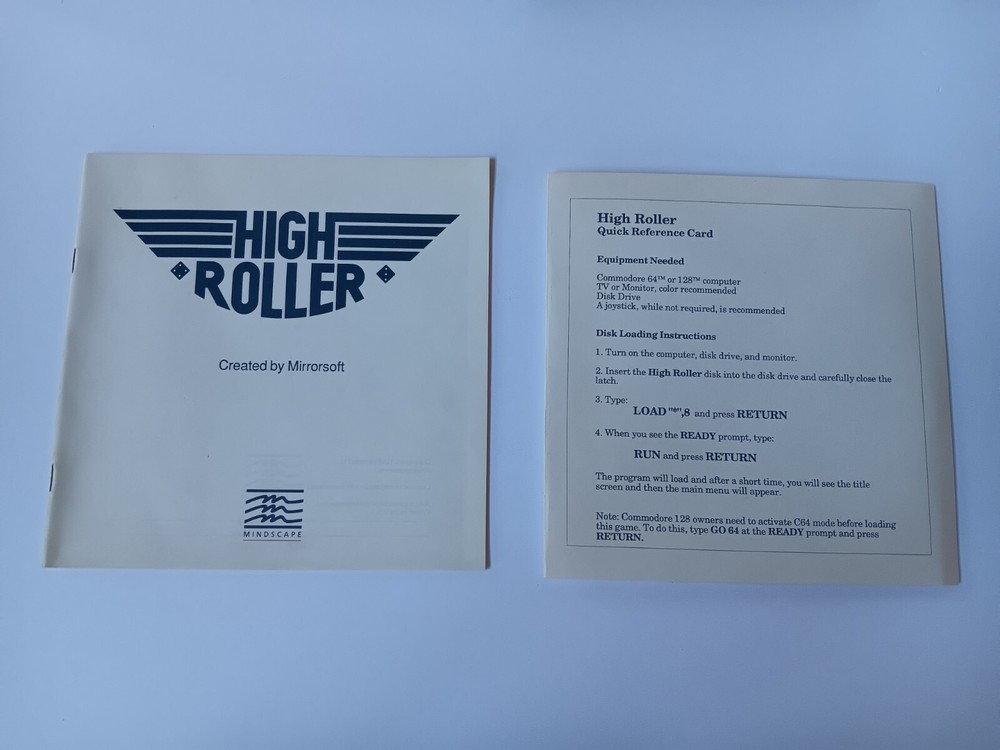 HIGH
ROLLER
Created by Mirrorsoft
MINDSCAPE
High Roller
Quick Reference Card
Equipment Needed
Commodore 64™ or 128™ computer
TV or Monitor, color recommended
Disk Drive
A joystick, while not required, is recommended
Disk Loading Instructions
1. Turn on the computer, disk drive, and monitor.
2. Insert the High Roller disk into the disk drive and carefully close the
latch.
3. Type:
LOAD "*",8 and press RETURN
4. When you see the READY prompt, type:
RUN and press RETURN
The program will load and after a short time, you will see the title
screen and then the main menu will appear.
Note: Commodore 128 owners need to activate C64 mode before loading
this game. To do this, type GO 64 at the READY prompt and press
RETURN.